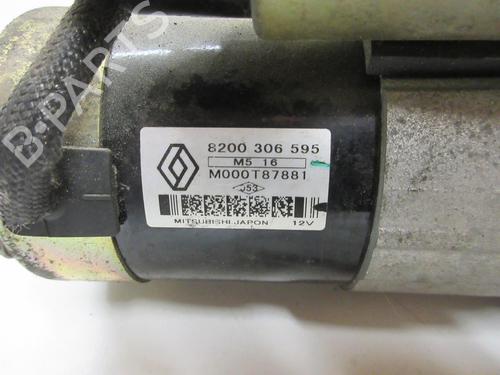 B-PARTS
8200 306 595
M5 16
M000T87881
J53
MITSUBISHI JAPON 12V